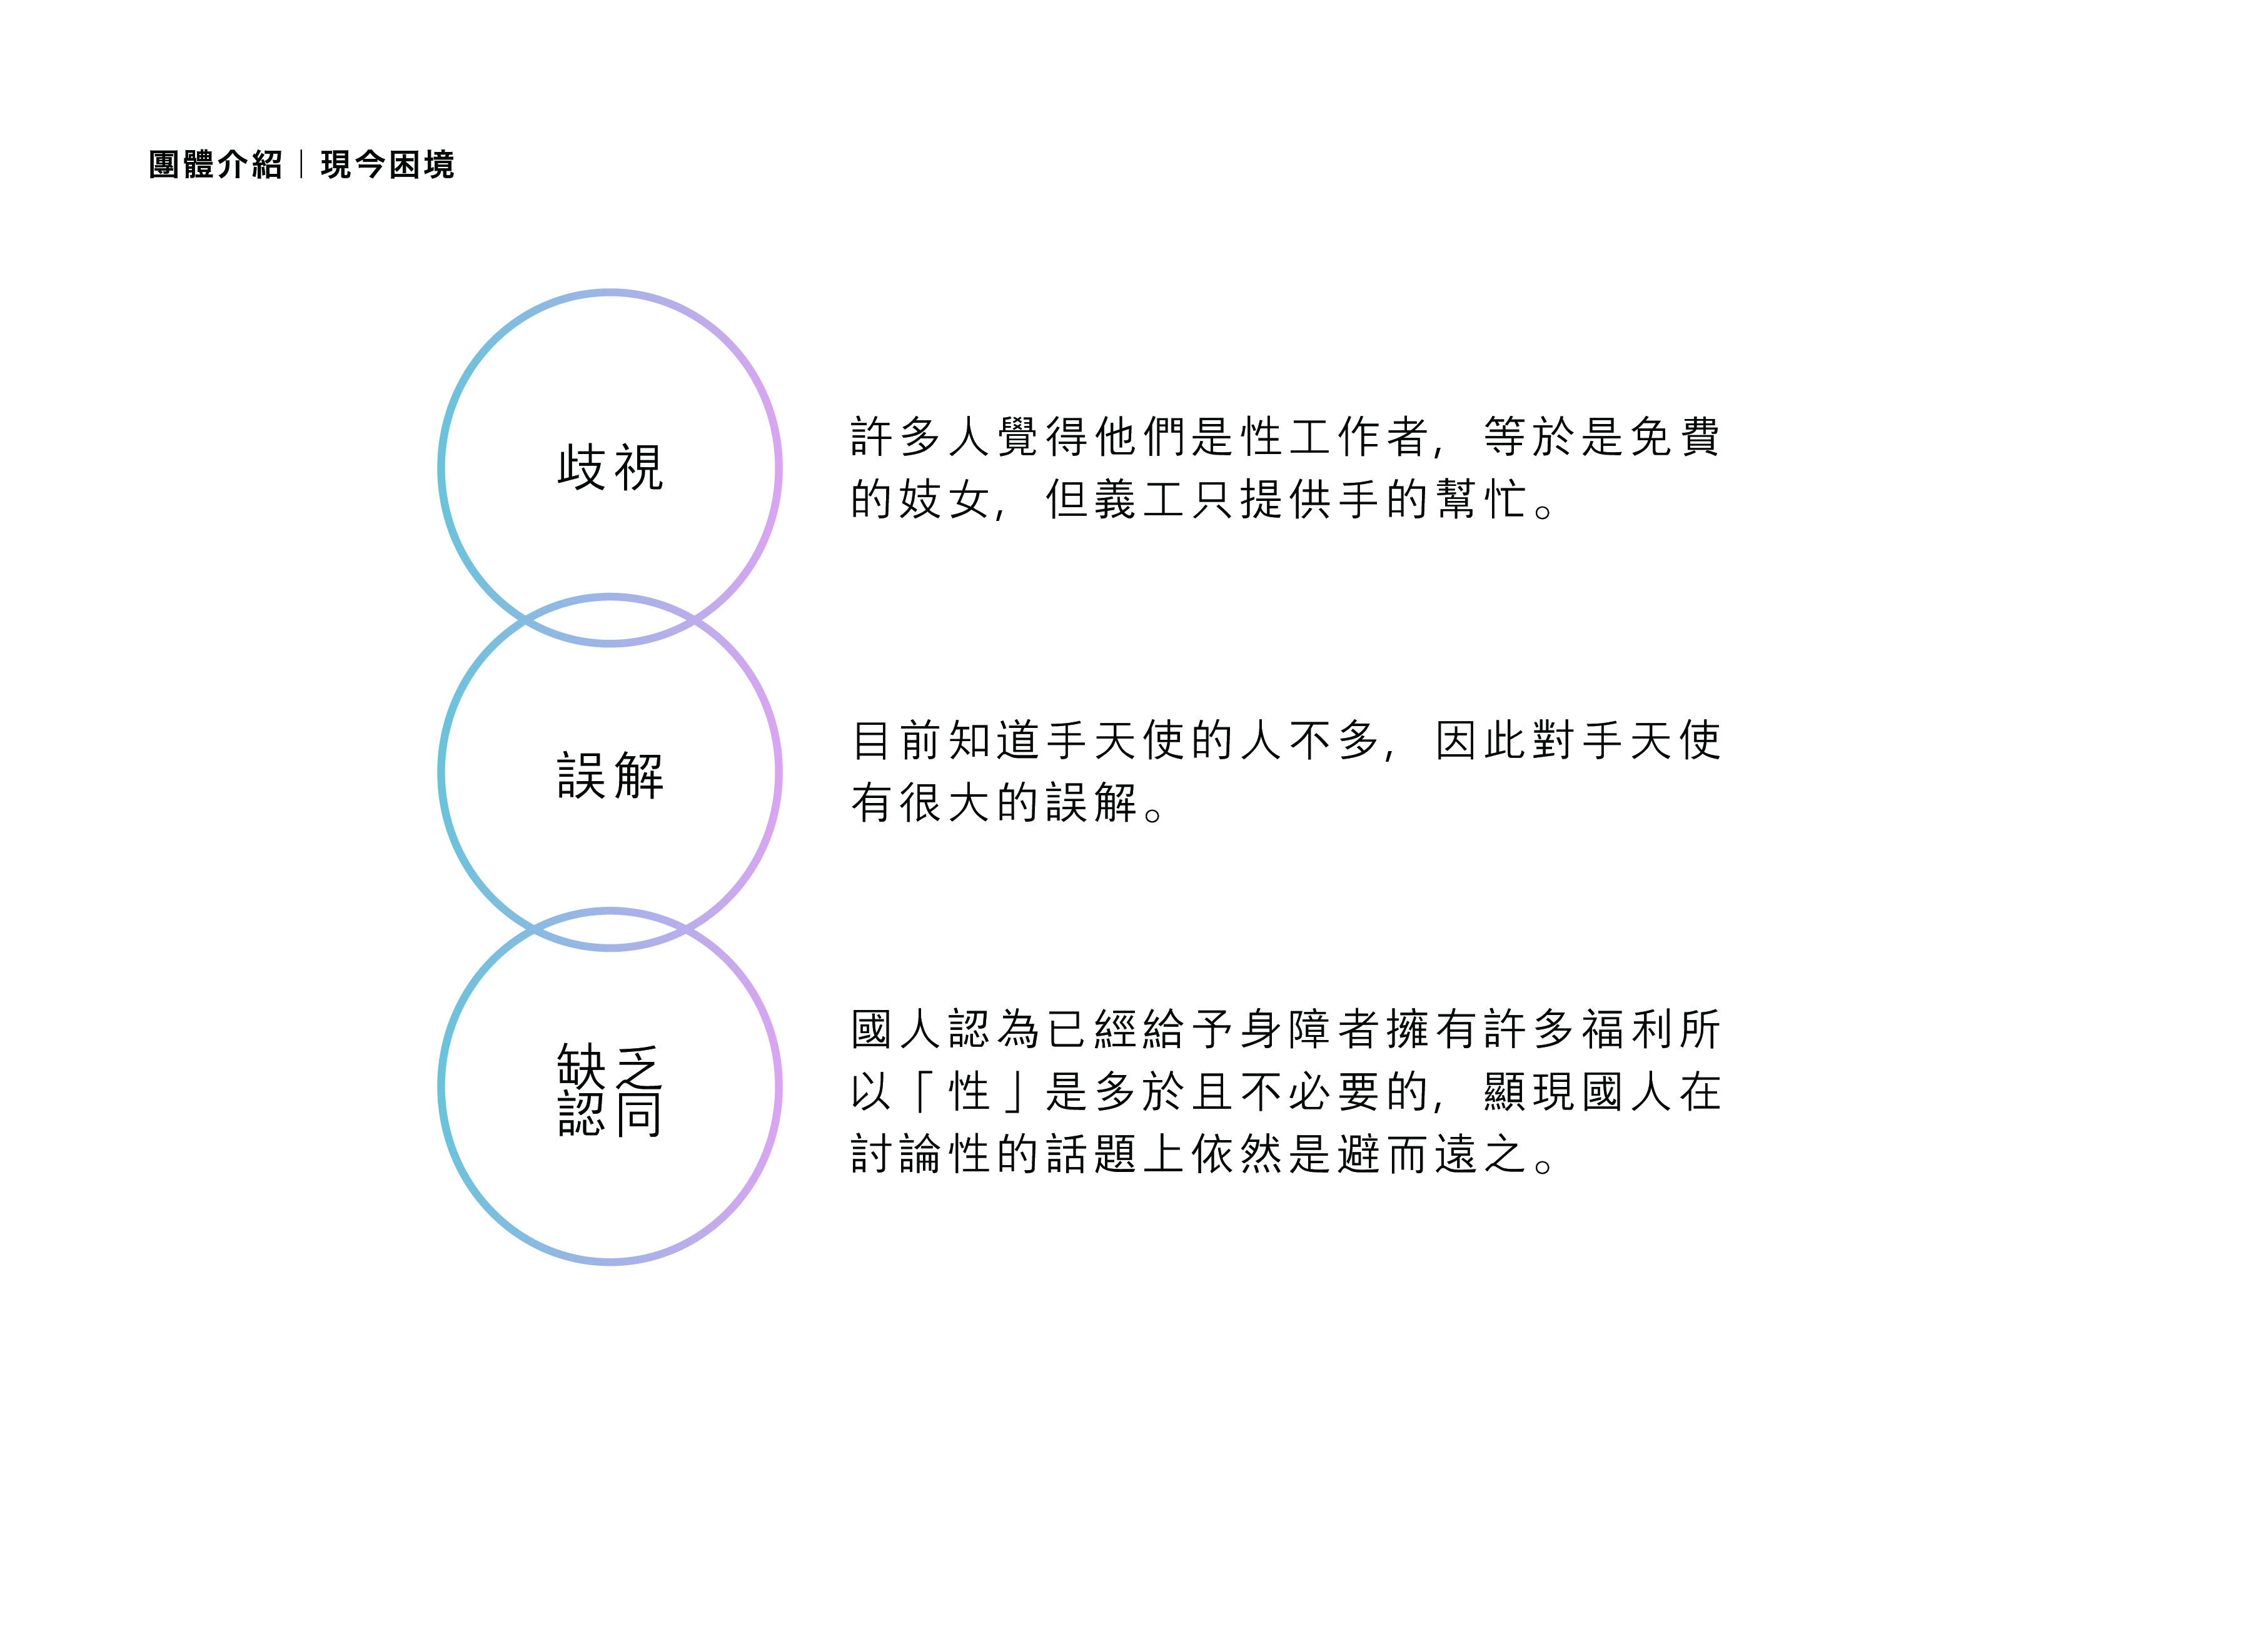 團體介紹｜現今困境
歧視
許多人覺得他們是性工作者，等於是免費
的妓女，但義工只提供手的幫忙。
誤解
目前知道手天使的人不多，因此對手天使
有很大的誤解。
缺乏
認同
國人認為已經給予身障者擁有許多福利所
以「性」是多於且不必要的，顯現國人在
討論性的話題上依然是避而遠之。